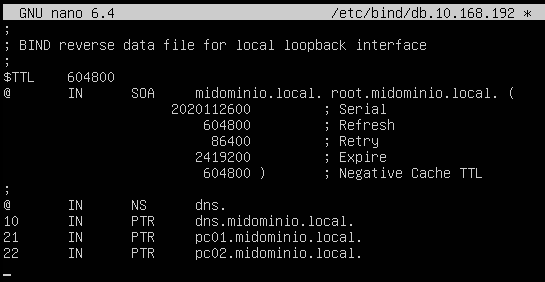 GNU nano 6.4 /etc/bind/db.10.168.192 *
;
; BIND reverse data file for local loopback interface
;
$TTL 604800
@ IN SOA midominio.local. root.midominio.local. (
2020112600 ; Serial
604800 ; Refresh
86400 ; Retry
2419200 ; Expire
604800 ) ; Negative Cache TTL
;
@ IN NS dns.
10 IN PTR dns.midominio.local.
21 IN PTR pc01.midominio.local.
22 IN PTR pc02.midominio.local.